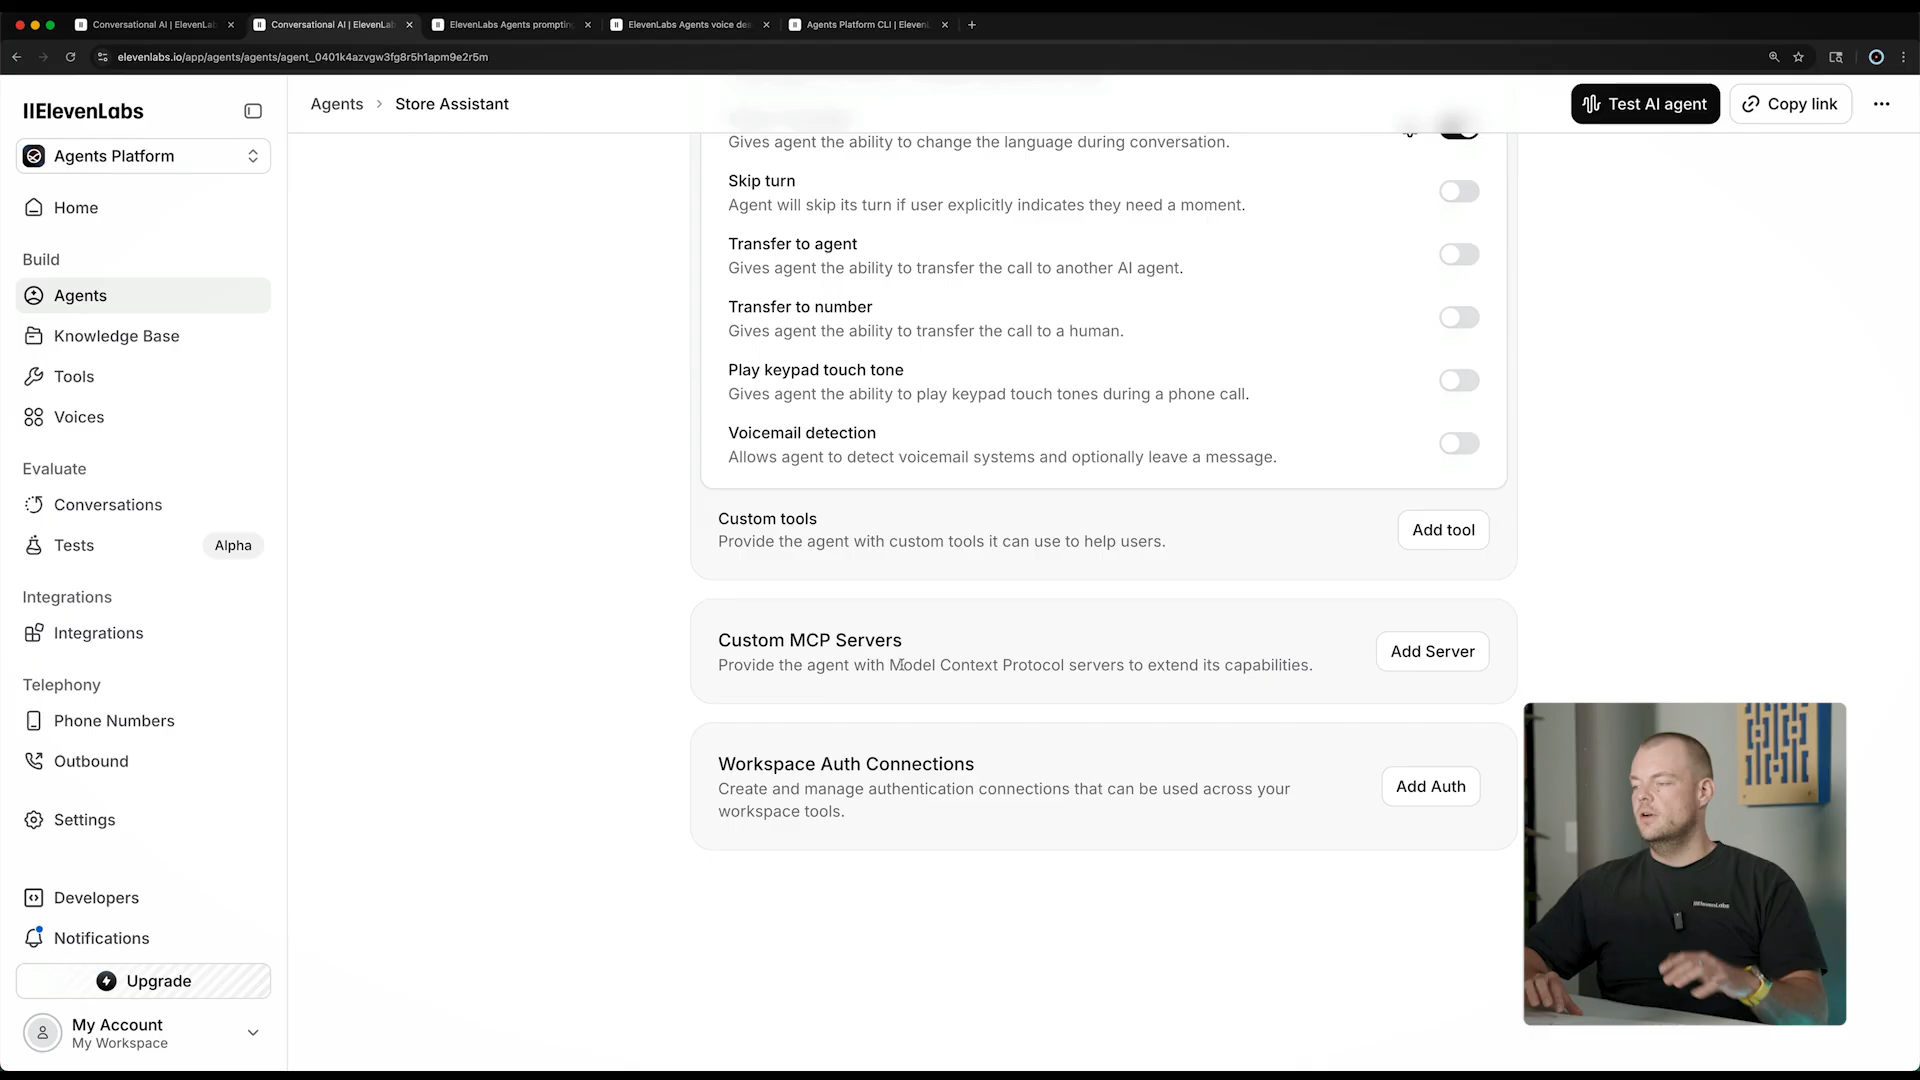 Conversational AI | ElevenLab
Conversational AI | ElevenLab
ElevenLabs Agents prompting
ElevenLabs Agents voice de
Agents Platform CLI | Eleven
elevenlabs.io/app/agents/agents/agent_0401k4azvgw3fg8r5h1apm9e2r5m
IIElevenLabs
Agents > Store Assistant
Test AI agent
Copy link
Agents Platform
Home
Build
Agents
Knowledge Base
Tools
Voices
Evaluate
Conversations
Tests
Alpha
Integrations
Integrations
Telephony
Phone Numbers
Outbound
Settings
Developers
Notifications
Upgrade
My Account
My Workspace
Gives agent the ability to change the language during conversation.
Skip turn
Agent will skip its turn if user explicitly indicates they need a moment.
Transfer to agent
Gives agent the ability to transfer the call to another AI agent.
Transfer to number
Gives agent the ability to transfer the call to a human.
Play keypad touch tone
Gives agent the ability to play keypad touch tones during a phone call.
Voicemail detection
Allows agent to detect voicemail systems and optionally leave a message.
Custom tools
Provide the agent with custom tools it can use to help users.
Add tool
Custom MCP Servers
Provide the agent with Model Context Protocol servers to extend its capabilities.
Add Server
Workspace Auth Connections
Create and manage authentication connections that can be used across your
workspace tools.
Add Auth
IIElevenLabs